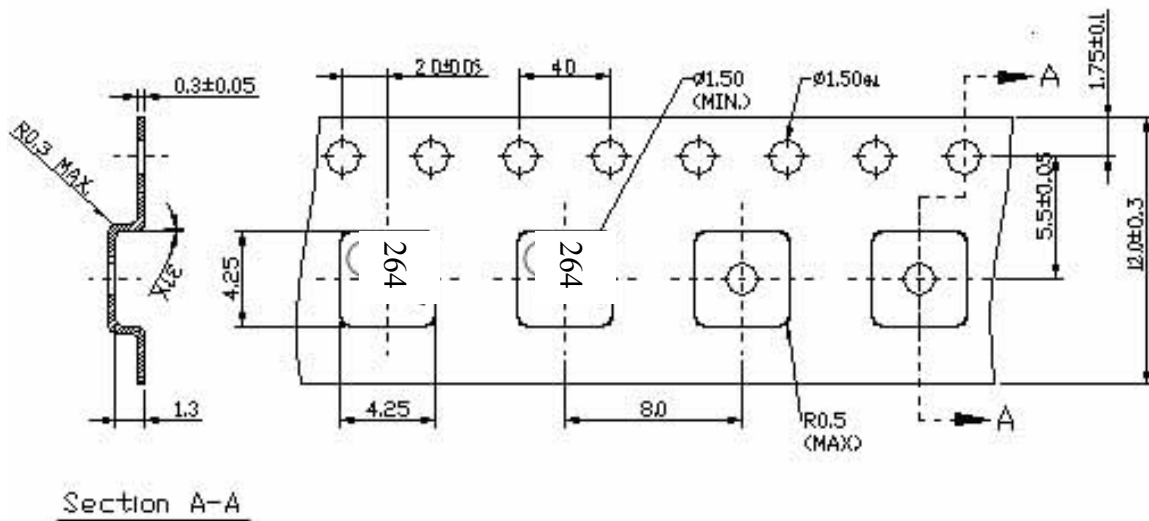 2.0±0.05
4.0
Ø1.50
(MIN.)
Ø1.50
1.75±0.1
A
0.3±0.05
R0.3 MAX.
5.5±0.05
12.0±0.3
264
264
4.25
1.3
4.25
8.0
R0.5
(MAX)
A
Section A-A